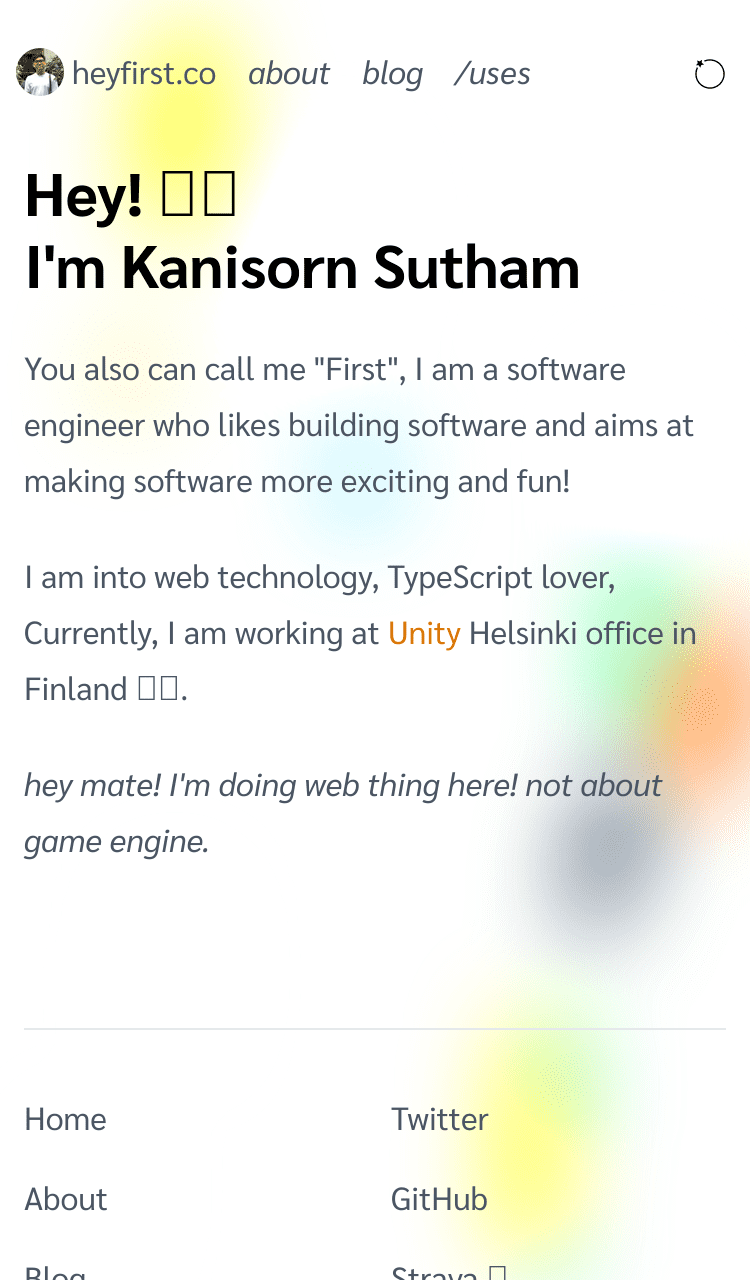 heyfirst.co about blog /uses
Hey! 
I'm Kanisorn Sutham
You also can call me "First", I am a software
engineer who likes building software and aims at
making software more exciting and fun!
I am into web technology, TypeScript lover,
Currently, I am working at Unity Helsinki office in
Finland .
hey mate! I'm doing web thing here! not about
game engine.
Home
Twitter
About
GitHub
Blog
Strava